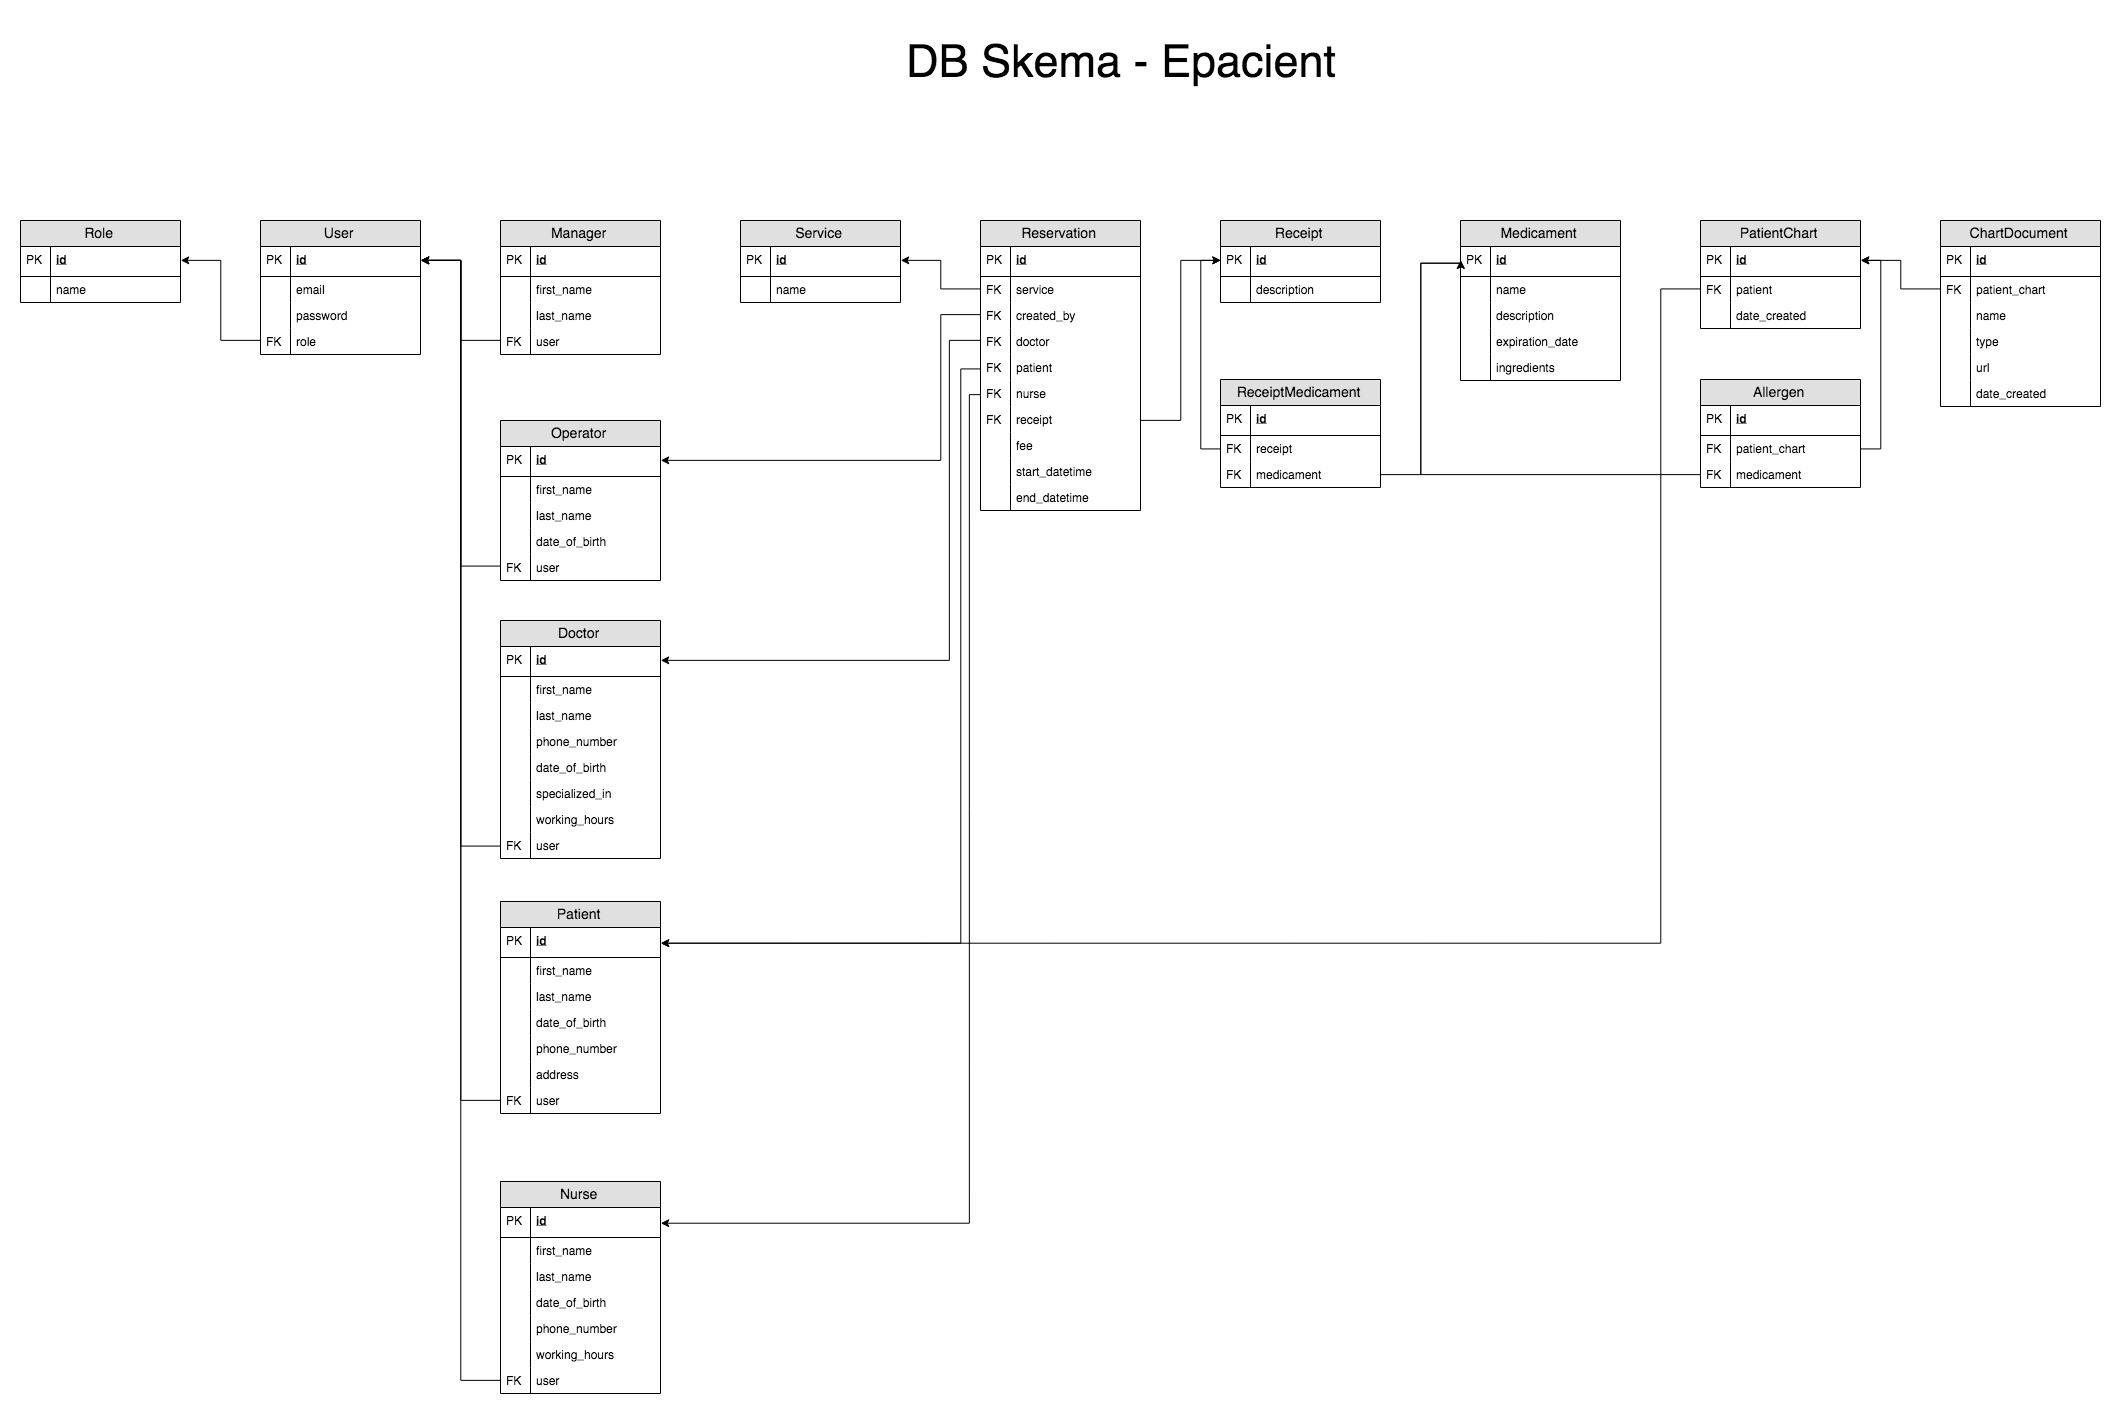 DB Skema - Epacient
Role
PK id
name
User
PK id
email
password
FK role
Manager
PK id
first_name
last_name
FK user
Operator
PK id
first_name
last_name
date_of_birth
FK user
Doctor
PK id
first_name
last_name
phone_number
date_of_birth
specialized_in
working_hours
FK user
Patient
PK id
first_name
last_name
date_of_birth
phone_number
address
FK user
Nurse
PK id
first_name
last_name
date_of_birth
phone_number
working_hours
FK user
Service
PK id
name
Reservation
PK id
FK service
FK created_by
FK doctor
FK patient
FK nurse
FK receipt
fee
start_datetime
end_datetime
Receipt
PK id
description
ReceiptMedicament
PK id
FK receipt
FK medicament
Medicament
PK id
name
description
expiration_date
ingredients
PatientChart
PK id
FK patient
date_created
Allergen
PK id
FK patient_chart
FK medicament
ChartDocument
PK id
FK patient_chart
name
type
url
date_created